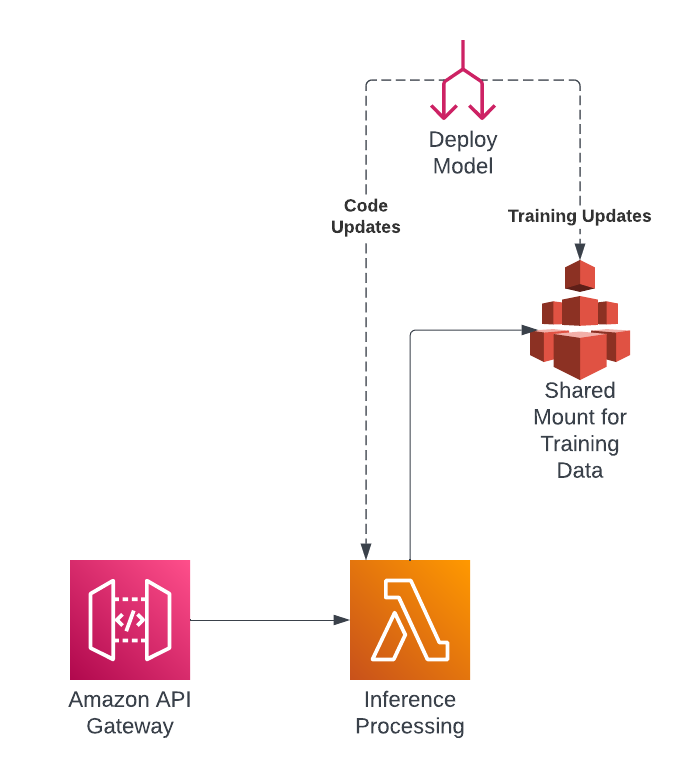 Deploy
Model
Code
Updates
Training Updates
Shared
Mount for
Training
Data
Amazon API
Gateway
Inference
Processing